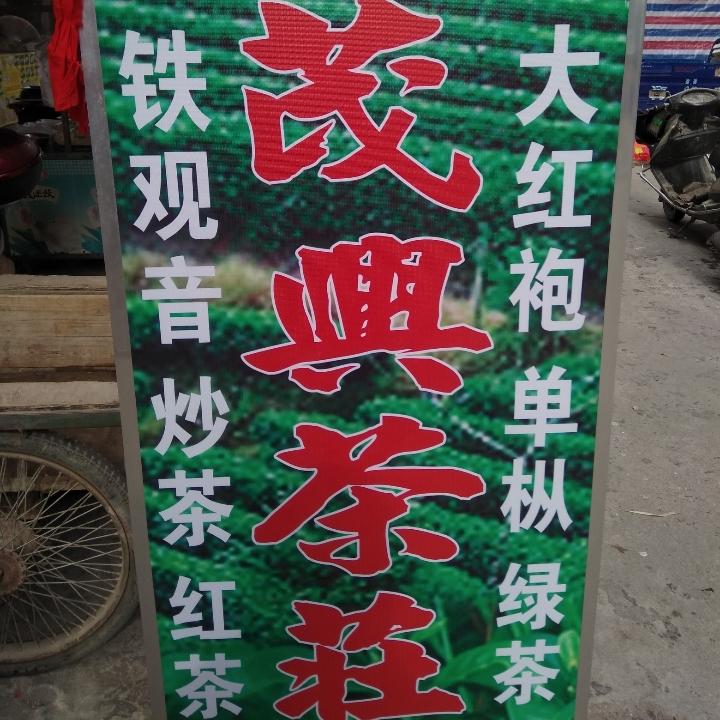 茂興茶莊
大红袍 单枞 绿茶
铁观音 炒茶 红茶